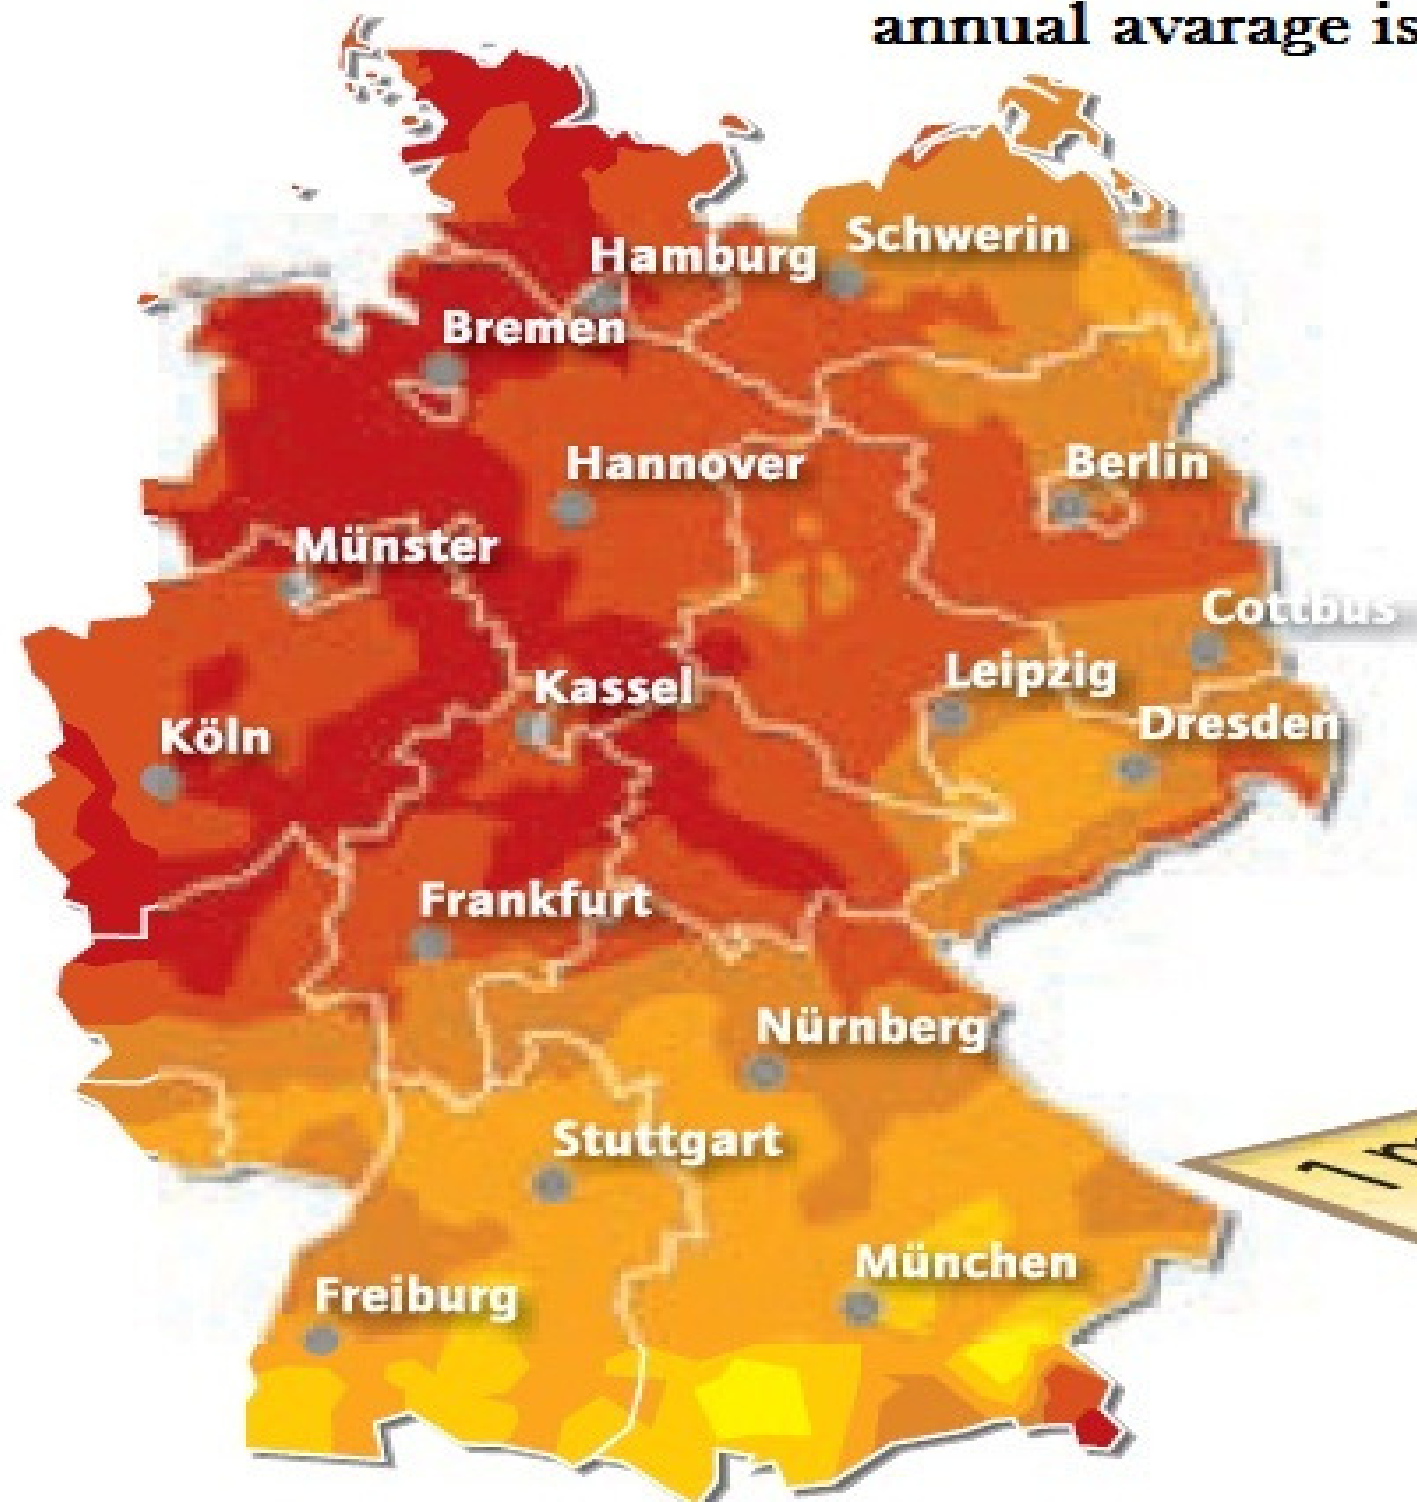 annual avarage is
Schwerin
Hamburg
Bremen
Hannover
Berlin
Münster
Cottbus
Leipzig
Kassel
Dresden
Köln
Frankfurt
Nürnberg
Stuttgart
München
Freiburg